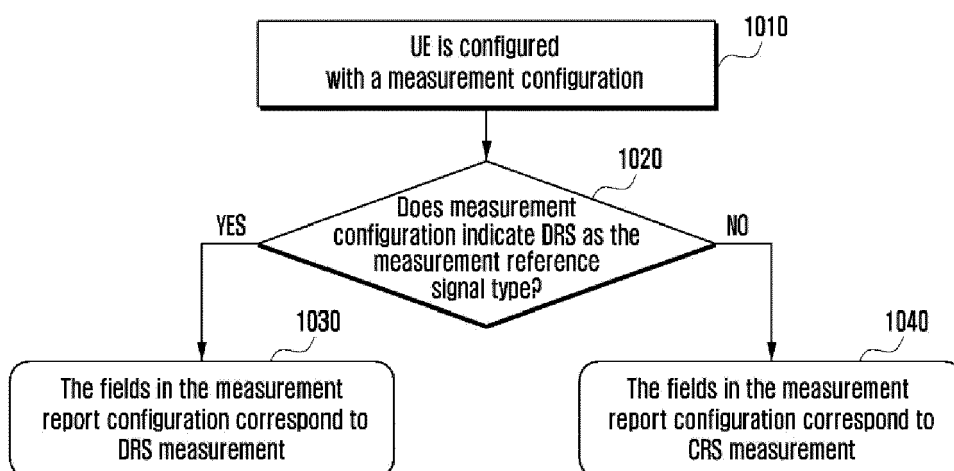 1010
UE is configured
with a measurement configuration
1020
Does measurement
configuration indicate DRS as the
measurement reference
signal type?
YES
NO
1030
The fields in the measurement
report configuration correspond to
DRS measurement
1040
The fields in the measurement
report configuration correspond to
CRS measurement